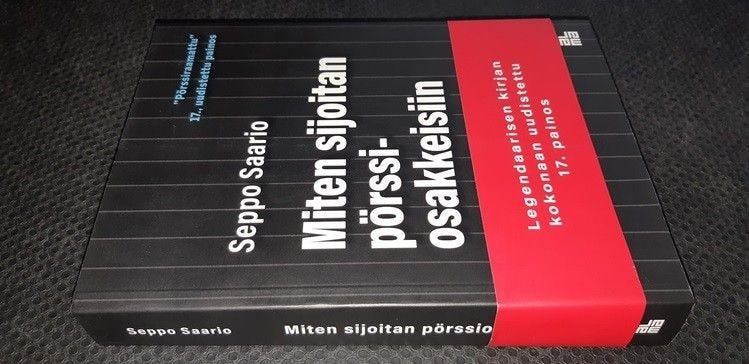 "pörssiraamattu"
17., uudistettu painos
Seppo Saario
Miten sijoitan
pörssi-
osakkeisiin
Legendaarisen kirjan
kokonaan uudistettu
17. painos
Seppo Saario
Miten sijoitan pörssio